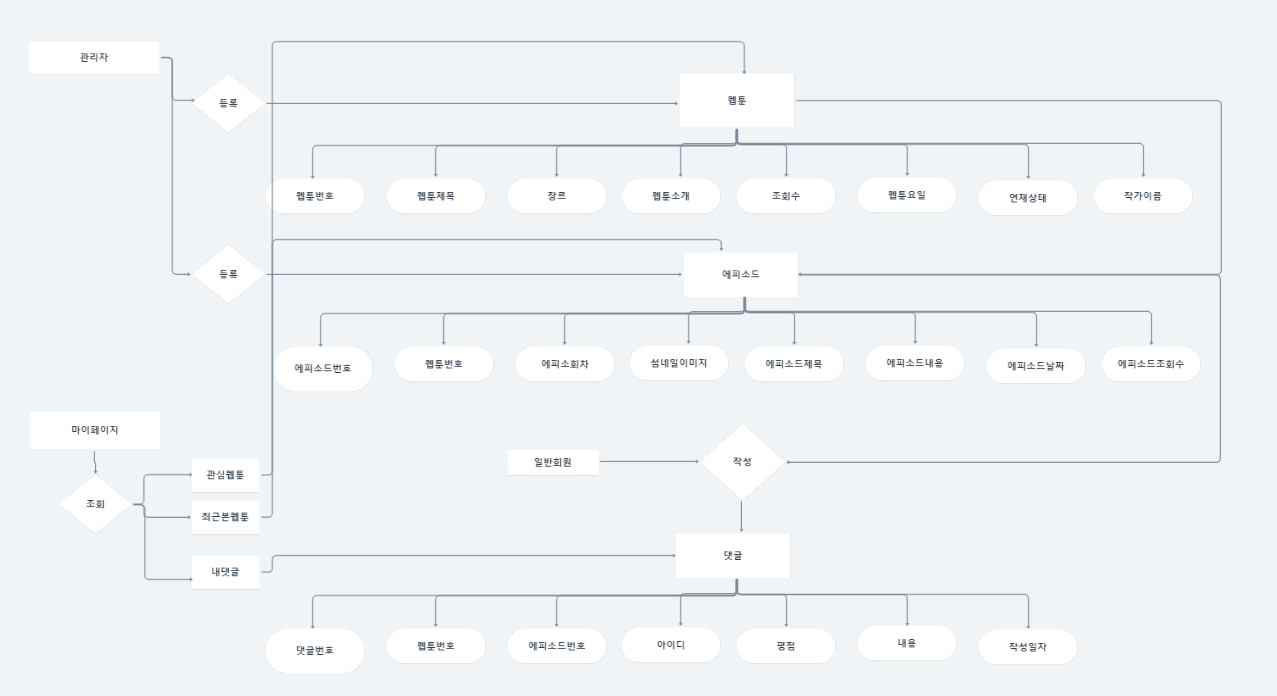 관리자
등록
웹툰
웹툰번호
웹툰제목
장르
웹툰소개
조회수
웹툰요일
연재상태
작가이름
등록
에피소드
에피소드번호
웹툰번호
에피소회차
섬네일이미지
에피소드제목
에피소드내용
에피소드날짜
에피소드조회수
마이페이지
조회
관심웹툰
최근본웹툰
내댓글
일반회원
작성
댓글
댓글번호
웹툰번호
에피소드번호
아이디
평점
내용
작성일자